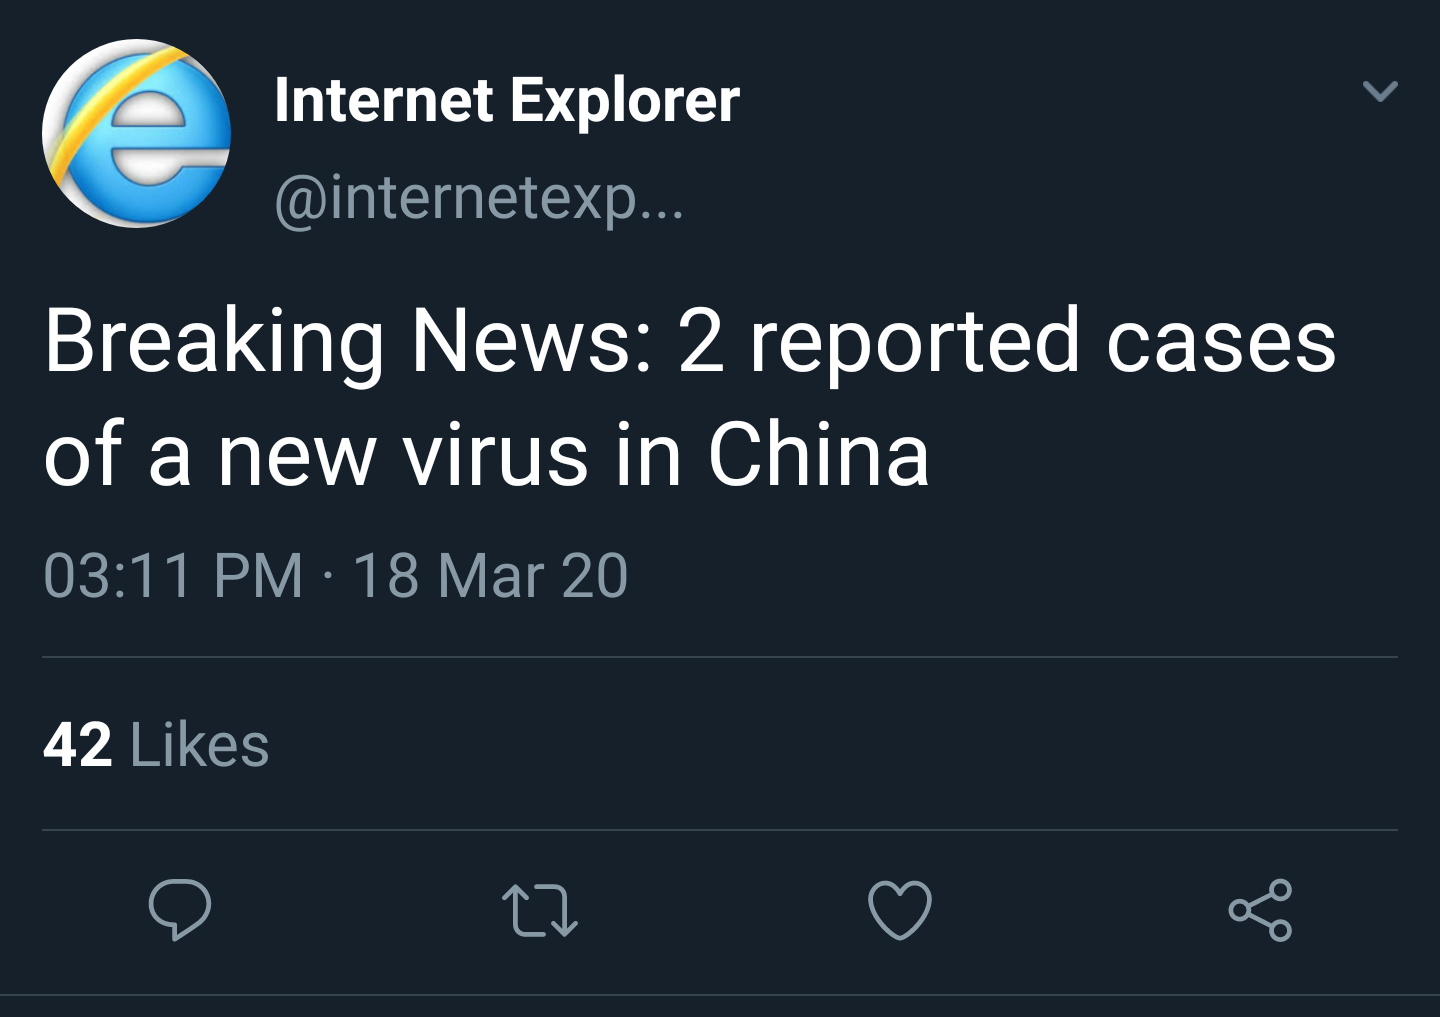 Internet Explorer
@internetexp...
Breaking News: 2 reported cases
of a new virus in China
03:11 PM · 18 Mar 20
42 Likes